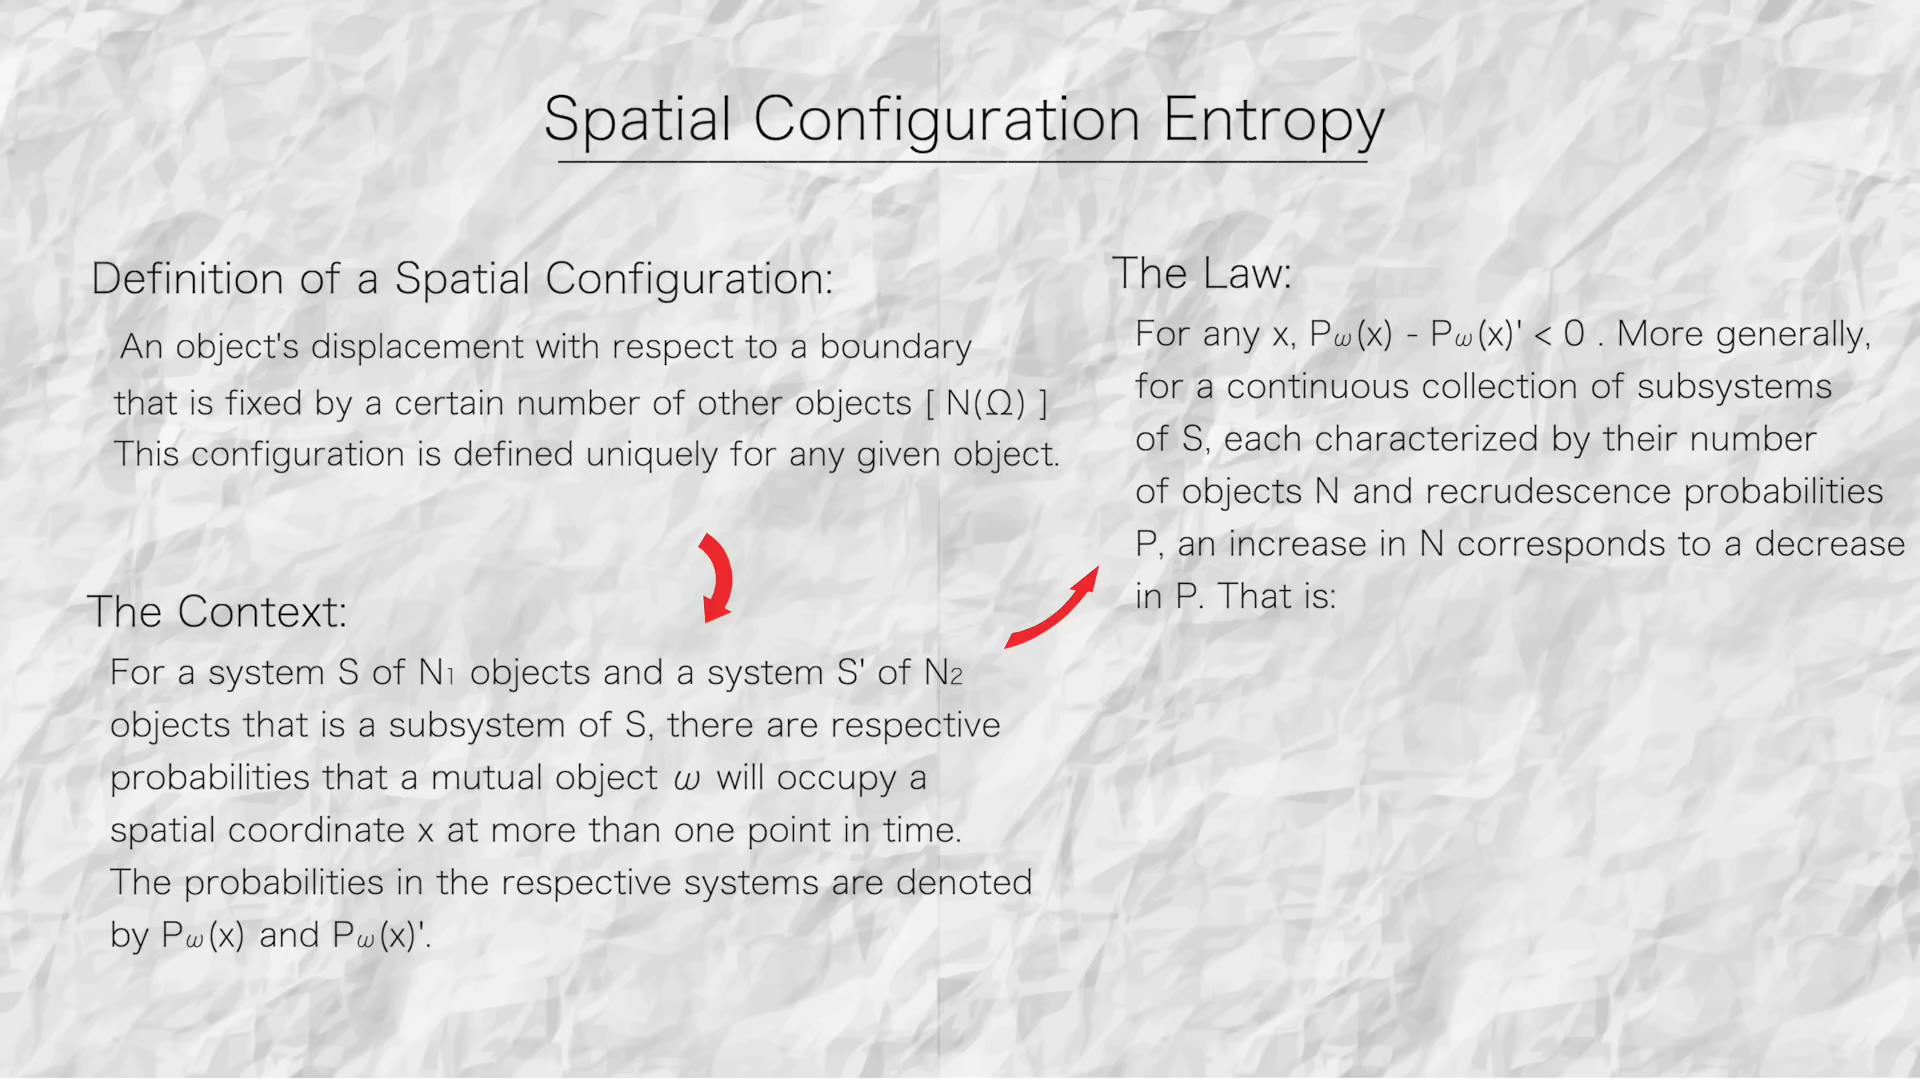 Spatial Configuration Entropy
Definition of a Spatial Configuration:
An object's displacement with respect to a boundary
that is fixed by a certain number of other objects [ N(Ω) ]
This configuration is defined uniquely for any given object.
The Context:
For a system S of N₁ objects and a system S' of N₂
objects that is a subsystem of S, there are respective
probabilities that a mutual object ω will occupy a
spatial coordinate x at more than one point in time.
The probabilities in the respective systems are denoted
by Pω(x) and Pω(x)'.
The Law:
For any x, Pω(x) - Pω(x)' < 0 . More generally,
for a continuous collection of subsystems
of S, each characterized by their number
of objects N and recrudescence probabilities
P, an increase in N corresponds to a decrease
in P. That is: